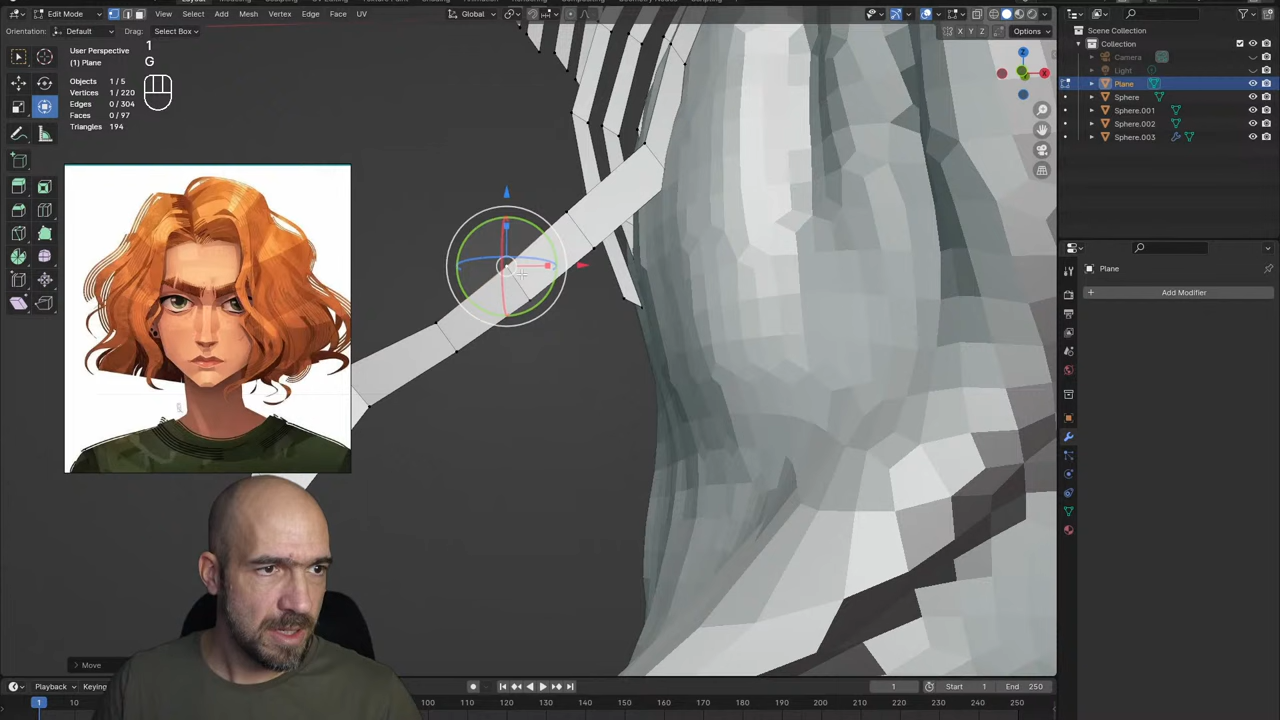 Edit Mode View Select Add Mesh Vertex Edge Face UV Global Options
Orientation: Default Drag: Select Box X Y Z
User Perspective
(1) Plane
1
G
Objects 1 / 5
Vertices 1 / 220
Edges 0 / 304
Faces 0 / 97
Triangles 194
Scene Collection
Collection
Camera
Light
Plane
Sphere
Sphere.001
Sphere.002
Sphere.003
Plane
Add Modifier
Move
Playback Keying 1 Start 1 End 250
1 10 100 110 120 130 140 150 160 170 180 190 200 210 220 230 240 250